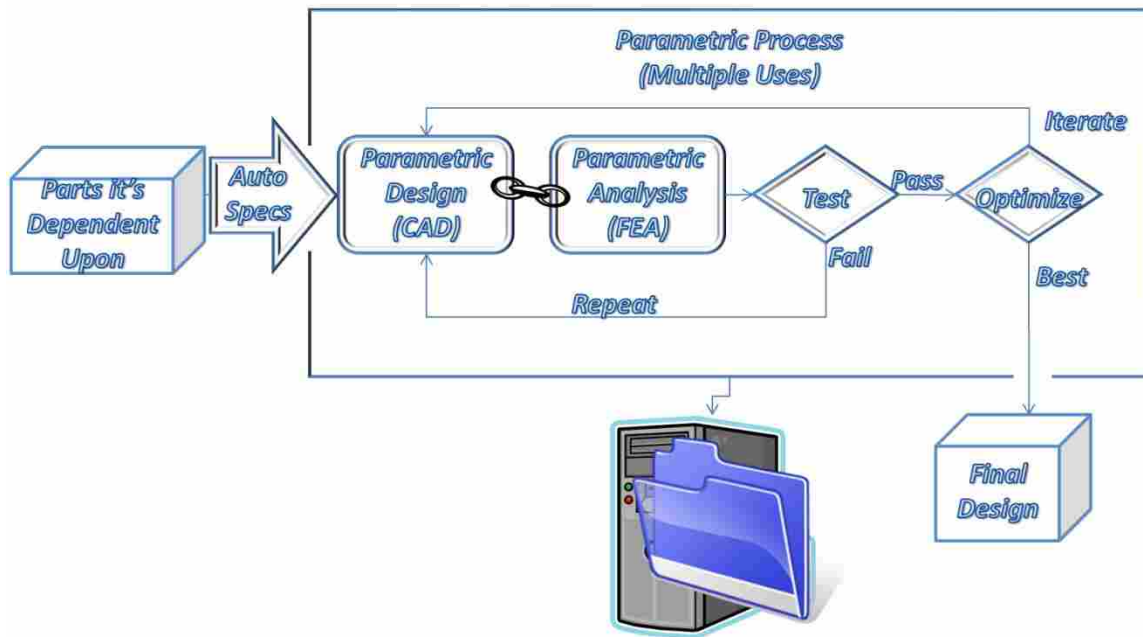 Parametric Process
(Multiple Uses)
Iterate
Parts it's
Dependent
Upon
Auto
Specs
Parametric
Design
(CAD)
Parametric
Analysis
(FEA)
Test
Pass
Optimize
Fail
Repeat
Best
Final
Design